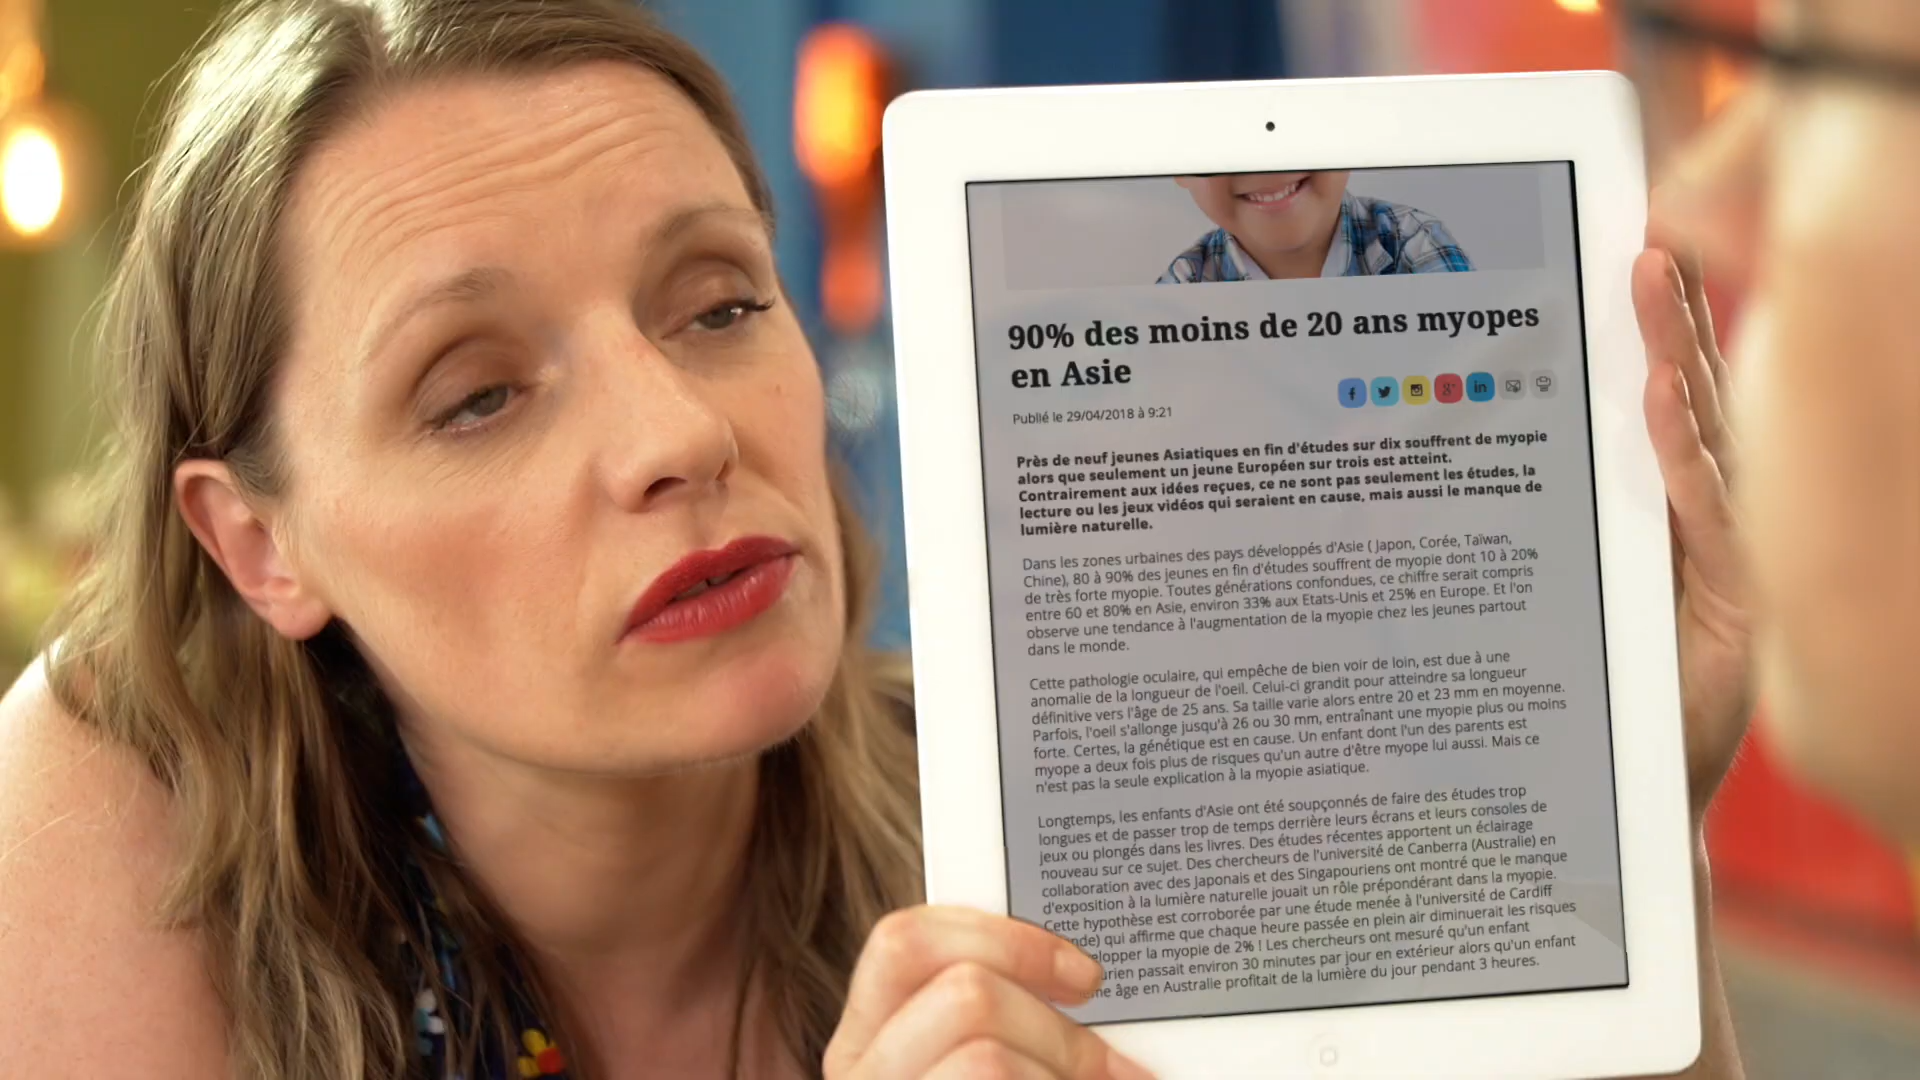 90% des moins de 20 ans myopes
en Asie
Publié le 29/04/2018 à 9:21
Près de neuf jeunes Asiatiques en fin d'études sur dix souffrent de myopie
alors que seulement un jeune Européen sur trois est atteint.
Contrairement aux idées reçues, ce ne sont pas seulement les études, la
lecture ou les jeux vidéos qui seraient en cause, mais aussi le manque de
lumière naturelle.
Dans les zones urbaines des pays développés d'Asie ( Japon, Corée, Taïwan,
Chine), 80 à 90% des jeunes en fin d'études souffrent de myopie dont 10 à 20%
de très forte myopie. Toutes générations confondues, ce chiffre serait compris
entre 60 et 80% en Asie, environ 33% aux Etats-Unis et 25% en Europe. Et l'on
observe une tendance à l'augmentation de la myopie chez les jeunes partout
dans le monde.
Cette pathologie oculaire, qui empêche de bien voir de loin, est due à une
anomalie de la longueur de l'oeil. Celui-ci grandit pour atteindre sa longueur
définitive vers l'âge de 25 ans. Sa taille varie alors entre 20 et 23 mm en moyenne.
Parfois, l'oeil s'allonge jusqu'à 26 ou 30 mm, entraînant une myopie plus ou moins
forte. Certes, la génétique est en cause. Un enfant dont l'un des parents est
myope a deux fois plus de risques qu'un autre d'être myope lui aussi. Mais ce
n'est pas la seule explication à la myopie asiatique.
Longtemps, les enfants d'Asie ont été soupçonnés de faire des études trop
longues et de passer trop de temps derrière leurs écrans et leurs consoles de
jeux ou plongés dans les livres. Des études récentes apportent un éclairage
nouveau sur ce sujet. Des chercheurs de l'université de Canberra (Australie) en
collaboration avec des Japonais et des Singapouriens ont montré que le manque
d'exposition à la lumière naturelle jouait un rôle prépondérant dans la myopie.
Cette hypothèse est corroborée par une étude menée à l'université de Cardiff
qui affirme que chaque heure passée en plein air diminuerait les risques
la myopie de 2% ! Les chercheurs ont mesuré qu'un enfant
passait environ 30 minutes par jour en extérieur alors qu'un enfant
âge en Australie profitait de la lumière du jour pendant 3 heures.